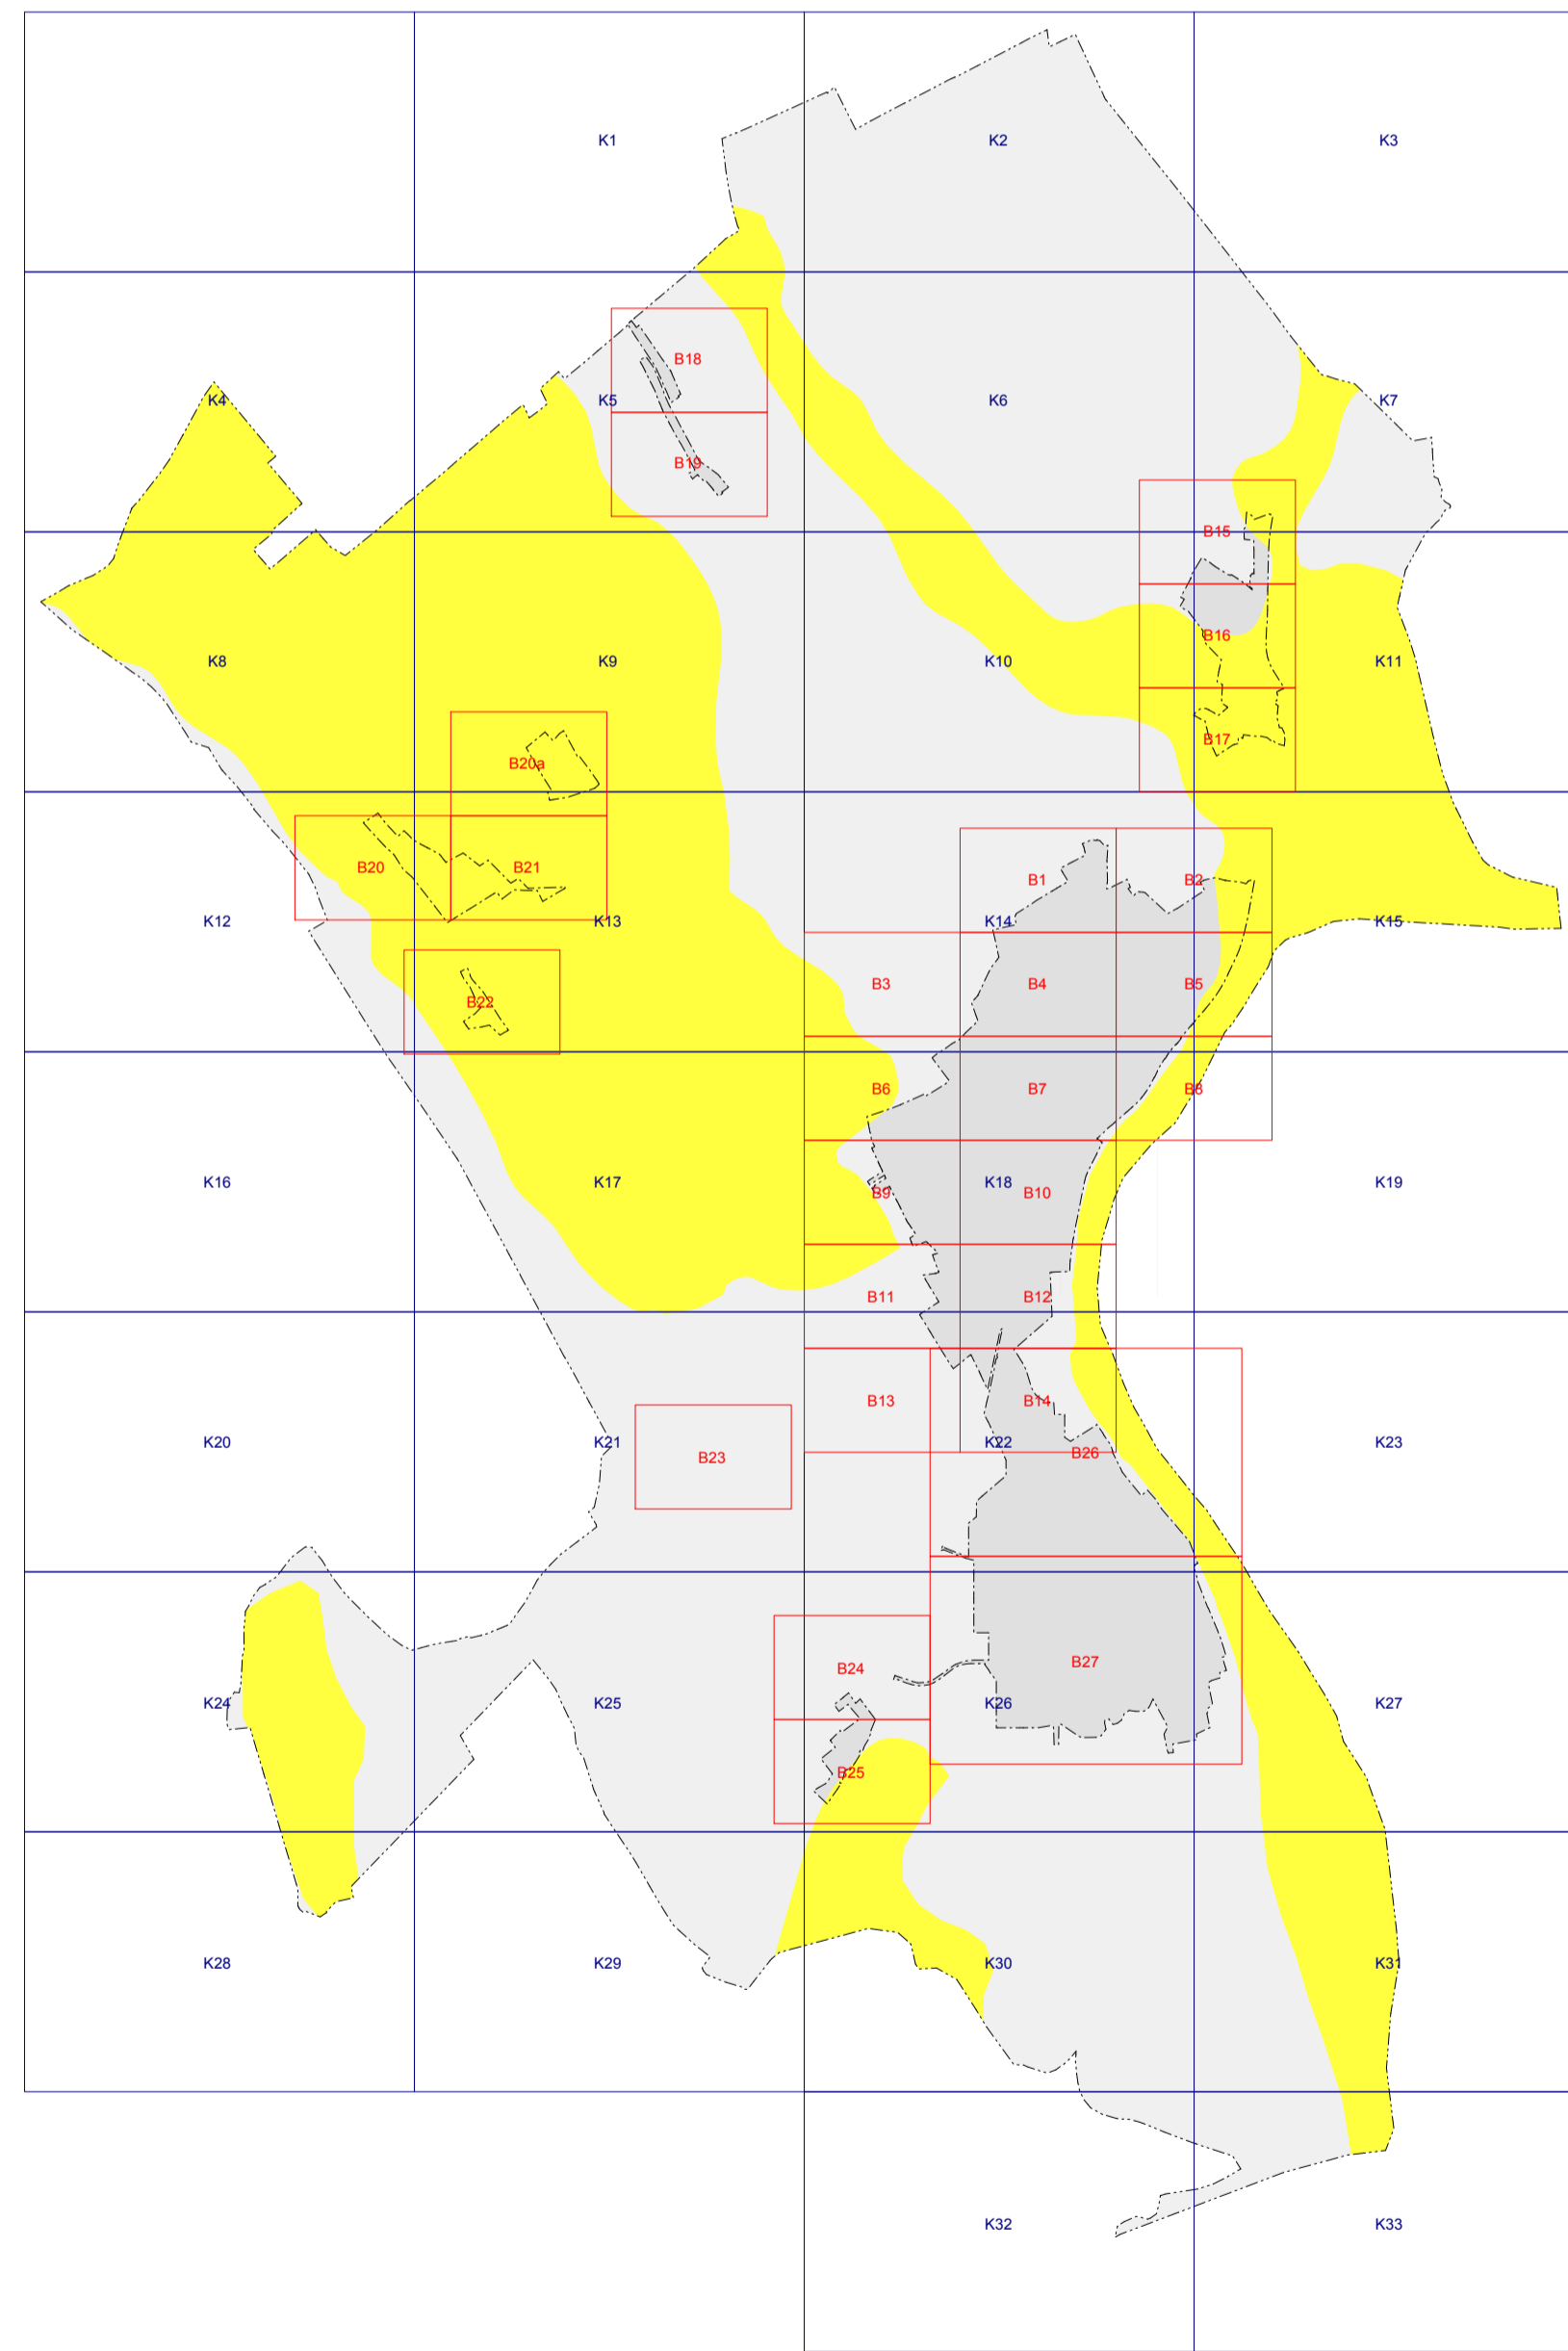 K1 K2 K3
B18
K4 K5 K6 K7
B19
B15
B16
K8 K9 K10 K11
B17
B20a
B20 B21 B1 B2
K12 K13 K14 K15
B3 B4 B5
B22
B6 B7 B8
K16 K17 K18 K19
B9 B10
B11 B12
B13 B14
K20 K21 K22 K23
B23 B26
B24 B27
K24 K25 K26 K27
B25
K28 K29 K30 K31
K32 K33